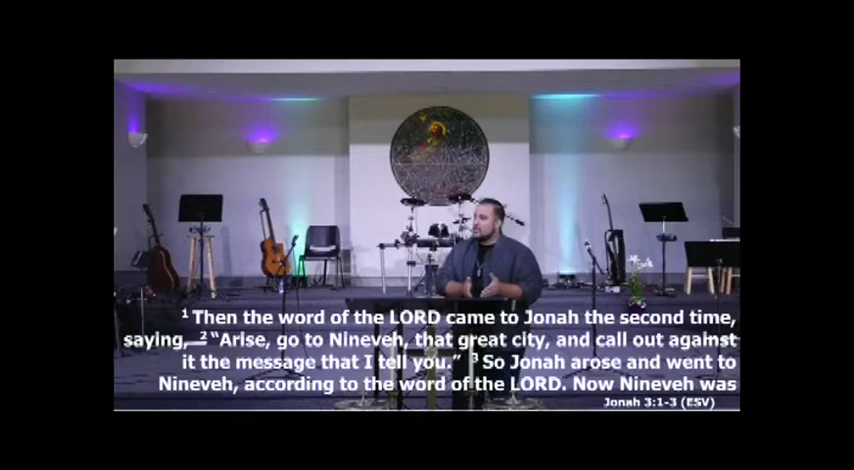 1 Then the word of the LORD came to Jonah the second time,
saying, 2 "Arise, go to Nineveh, that great city, and call out against
it the message that I tell you." 3 So Jonah arose and went to
Nineveh, according to the word of the LORD. Now Nineveh was
Jonah 3:1-3 (ESV)